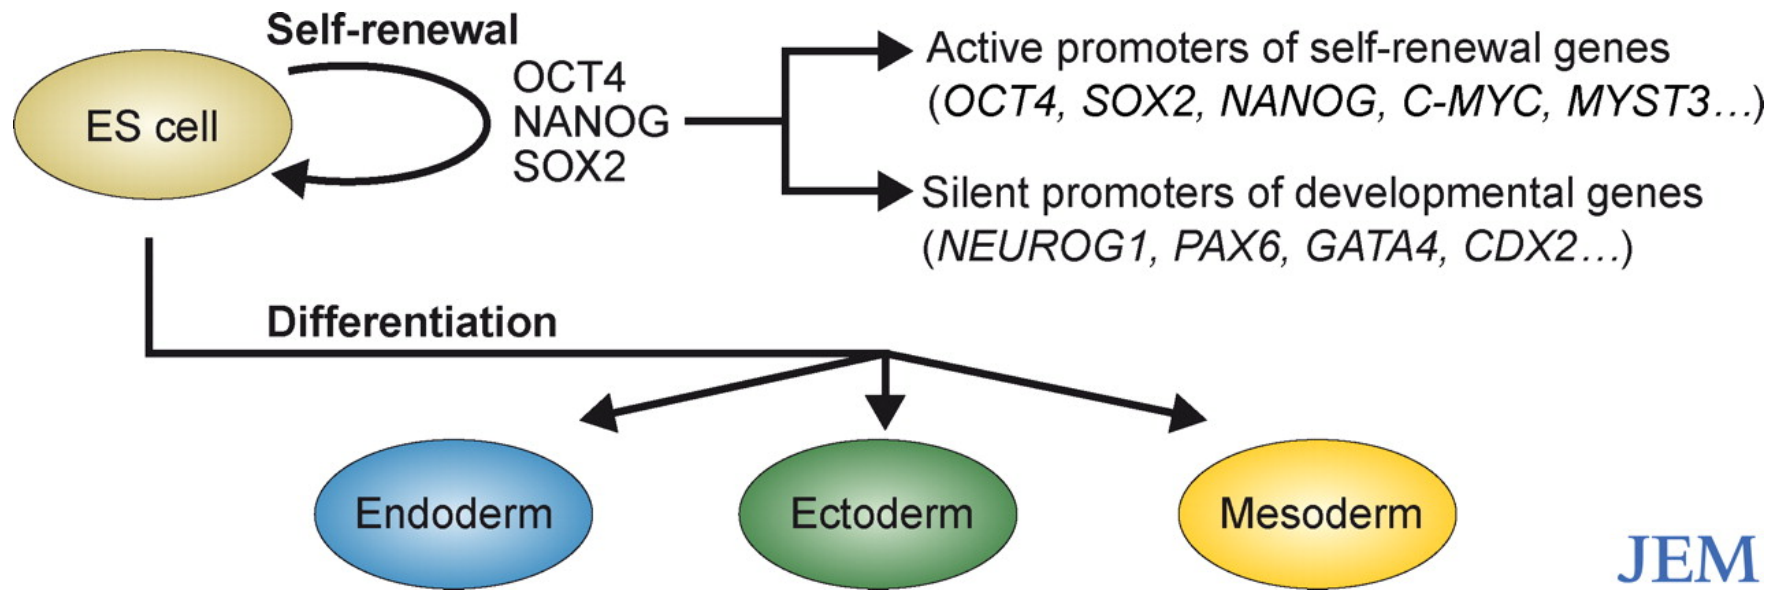 Self-renewal
ES cell
OCT4
NANOG
SOX2
Active promoters of self-renewal genes
(OCT4, SOX2, NANOG, C-MYC, MYST3…)
Silent promoters of developmental genes
(NEUROG1, PAX6, GATA4, CDX2…)
Differentiation
Endoderm
Ectoderm
Mesoderm
JEM